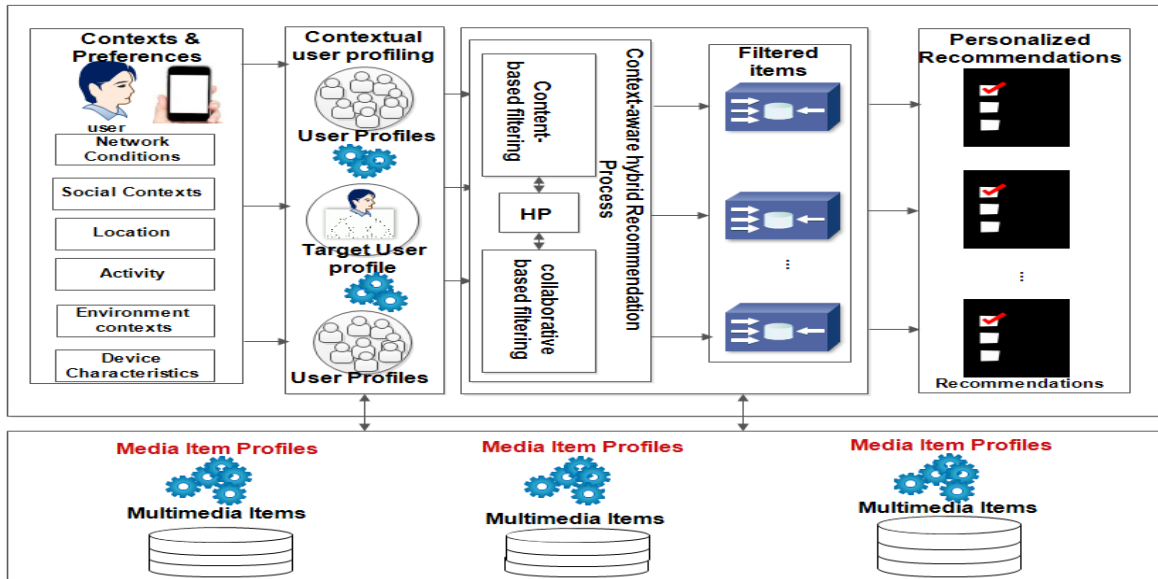 Contexts &
Preferences
user
Network
Conditions
Social Contexts
Location
Activity
Environment
contexts
Device
Characteristics
Contextual
user profiling
User Profiles
Target User
profile
User Profiles
Content-
based filtering
HP
collaborative
based filtering
Context-aware hybrid Recommendation
Process
Filtered
items
...
Personalized
Recommendations
...
Recommendations
Media Item Profiles
Multimedia Items
Media Item Profiles
Multimedia Items
Media Item Profiles
Multimedia Items